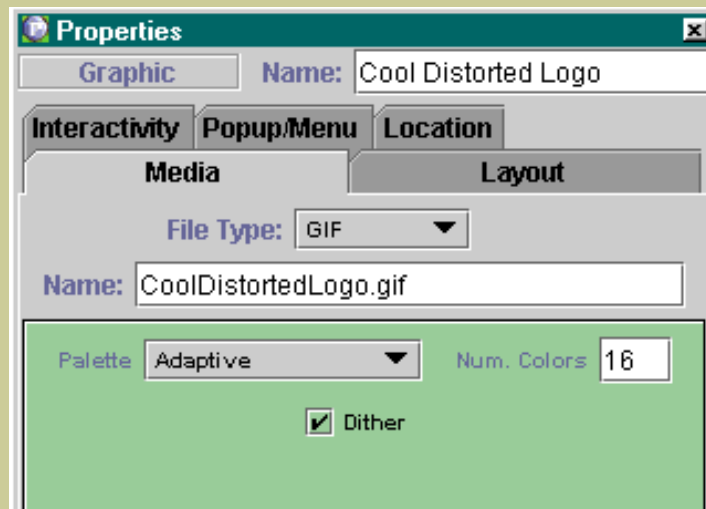 Properties
Graphic Name: Cool Distorted Logo
Interactivity Popup/Menu Location
Media Layout
File Type: GIF
Name: CoolDistortedLogo.gif
Palette Adaptive Num. Colors 16
Dither